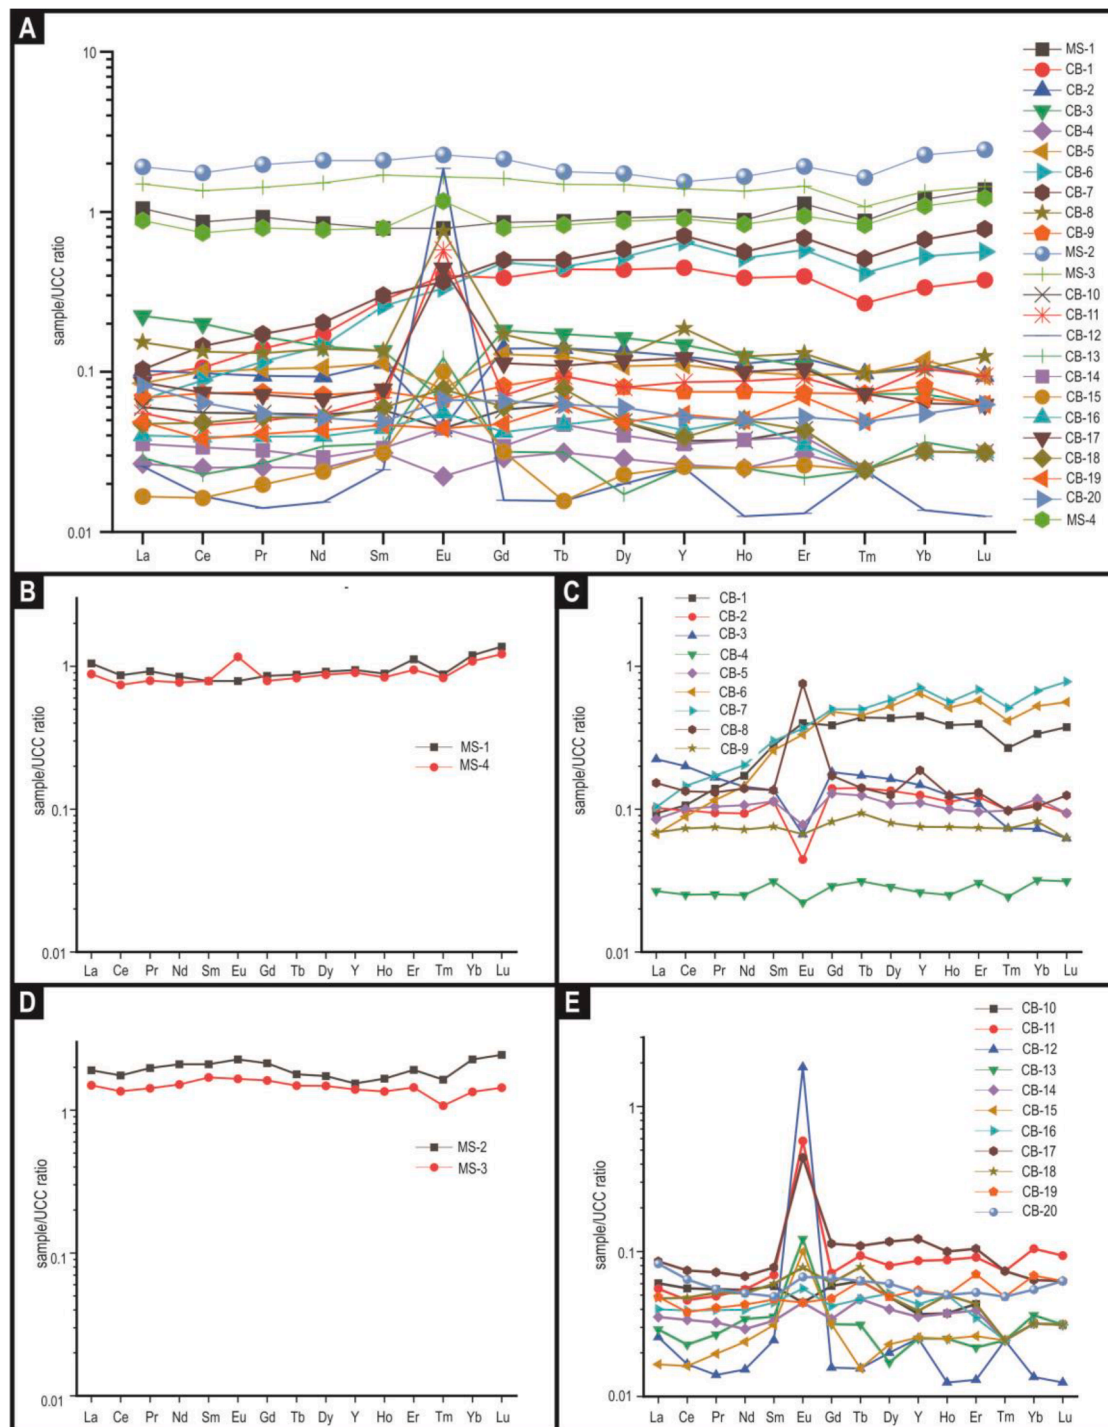 A
10
1
0.1
0.01
sample/UCC ratio
La Ce Pr Nd Sm Eu Gd Tb Dy Y Ho Er Tm Yb Lu
MS-1
CB-1
CB-2
CB-3
CB-4
CB-5
CB-6
CB-7
CB-8
CB-9
MS-2
MS-3
CB-10
CB-11
CB-12
CB-13
CB-14
CB-15
CB-16
CB-17
CB-18
CB-19
CB-20
MS-4
B
1
0.1
0.01
sample/UCC ratio
MS-1
MS-4
La Ce Pr Nd Sm Eu Gd Tb Dy Y Ho Er Tm Yb Lu
C
1
0.1
0.01
sample/UCC ratio
CB-1
CB-2
CB-3
CB-4
CB-5
CB-6
CB-7
CB-8
CB-9
La Ce Pr Nd Sm Eu Gd Tb Dy Y Ho Er Tm Yb Lu
D
1
0.1
0.01
sample/UCC ratio
MS-2
MS-3
La Ce Pr Nd Sm Eu Gd Tb Dy Y Ho Er Tm Yb Lu
E
1
0.1
0.01
sample/UCC ratio
CB-10
CB-11
CB-12
CB-13
CB-14
CB-15
CB-16
CB-17
CB-18
CB-19
CB-20
La Ce Pr Nd Sm Eu Gd Tb Dy Y Ho Er Tm Yb Lu